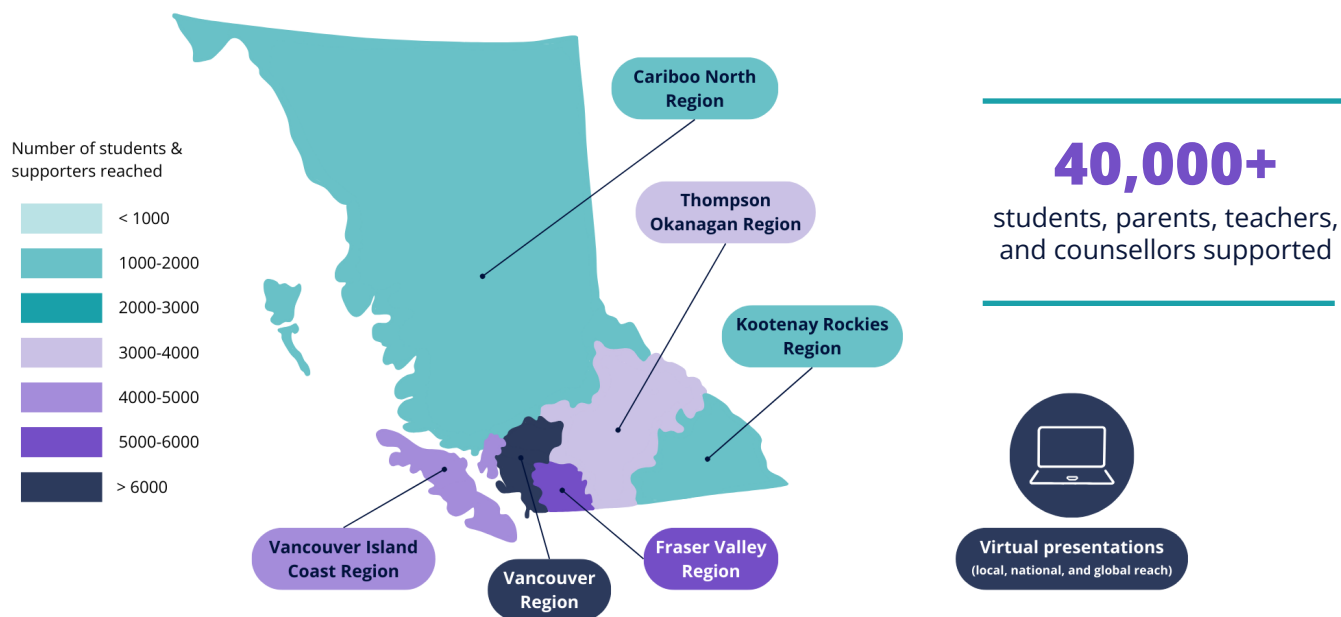 Number of students &
supporters reached
< 1000
1000-2000
2000-3000
3000-4000
4000-5000
5000-6000
> 6000
Cariboo North
Region
Thompson
Okanagan Region
Kootenay Rockies
Region
Vancouver Island
Coast Region
Vancouver
Region
Fraser Valley
Region
40,000+
students, parents, teachers,
and counsellors supported
Virtual presentations
(local, national, and global reach)